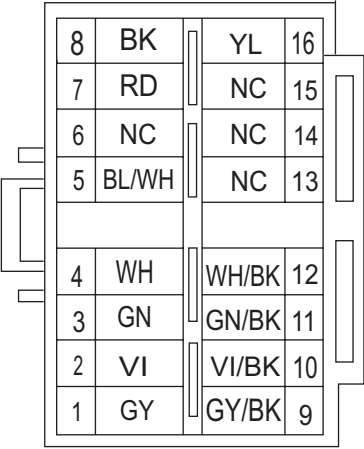 8 BK YL 16
7 RD NC 15
6 NC NC 14
5 BL/WH NC 13
4 WH WH/BK 12
3 GN GN/BK 11
2 VI VI/BK 10
1 GY GY/BK 9